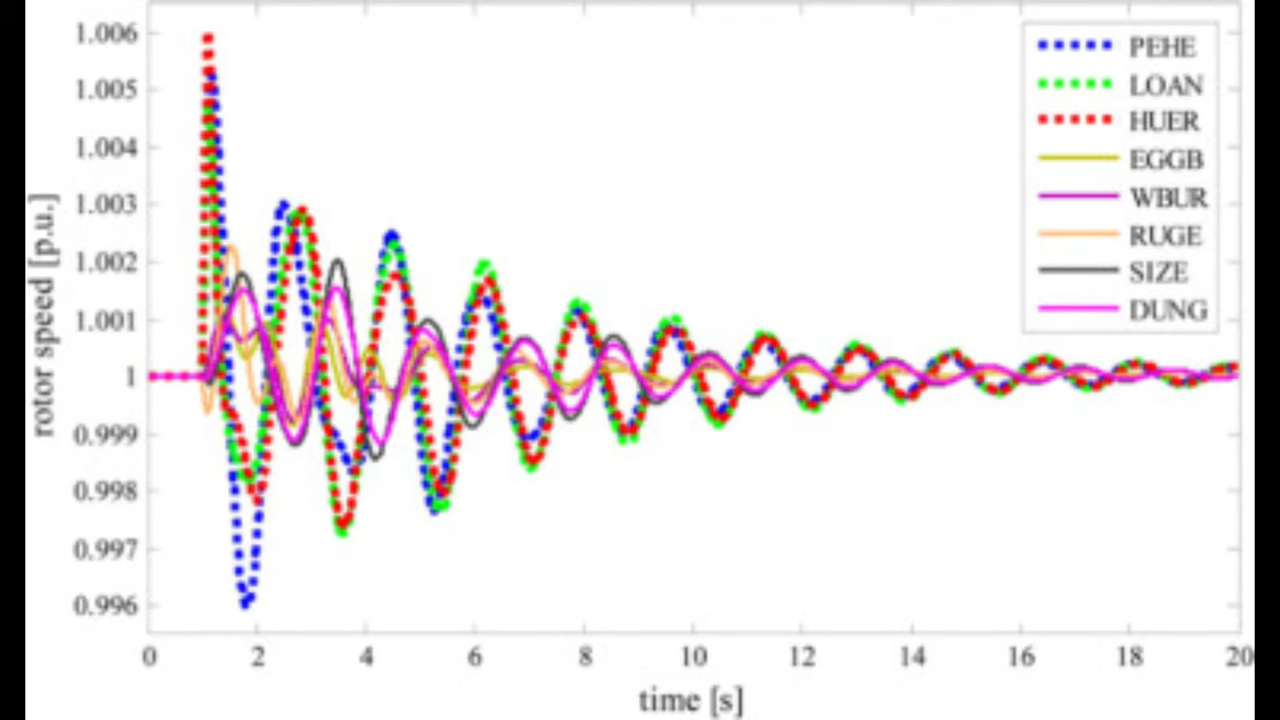 1.006
1.005
1.004
1.003
1.002
1.001
1
0.999
0.998
0.997
0.996
rotor speed [p.u.]
PEHE
LOAN
HUER
EGGB
WBUR
RUGE
SIZE
DUNG
0 2 4 6 8 10 12 14 16 18 20
time [s]